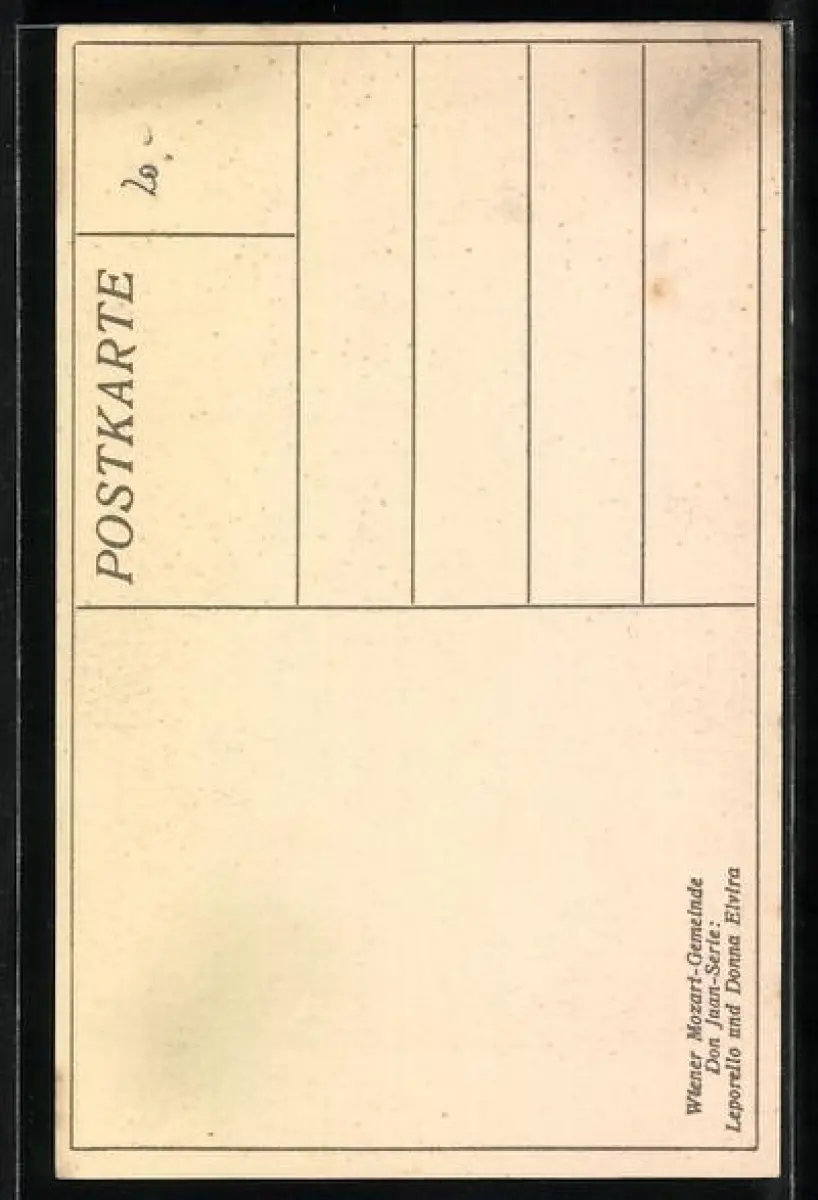 POSTKARTE
20.-
Wiener Mozart-Gemeinde
Don Juan-Serie:
Leporello und Donna Elvira